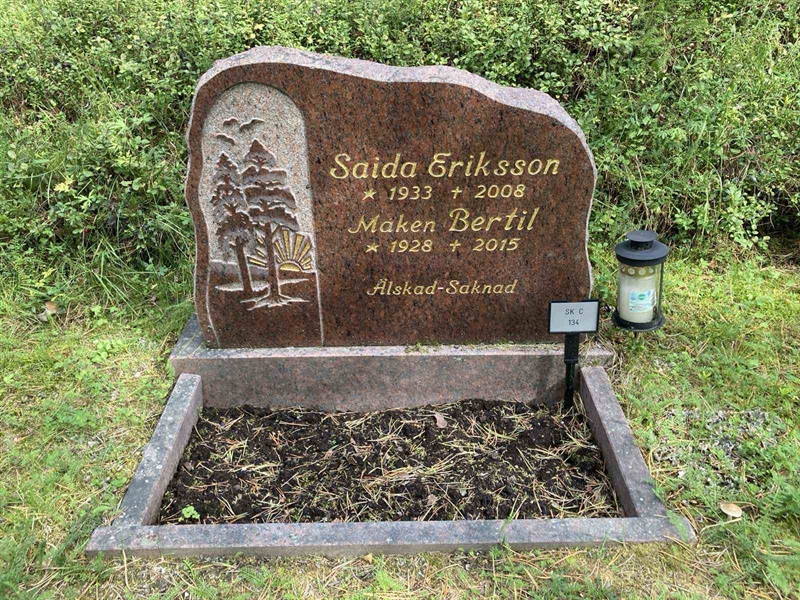 Saida Eriksson
* 1933 † 2008
Maken Bertil
* 1928 † 2015
Älskad-Saknad
SK C
134